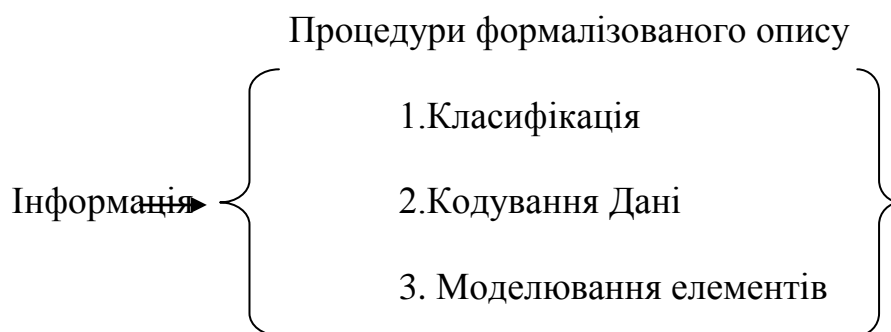 Процедури формалізованого опису
1.Класифікація
Інформація 2.Кодування Дані
3. Моделювання елементів